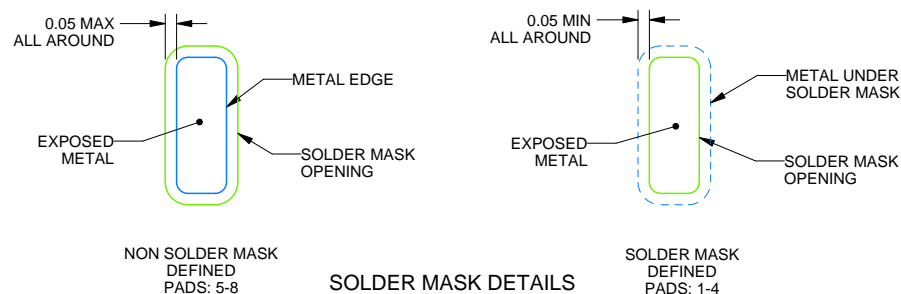 0.05 MAX
ALL AROUND
METAL EDGE
EXPOSED
METAL
SOLDER MASK
OPENING
NON SOLDER MASK
DEFINED
PADS: 5-8
0.05 MIN
ALL AROUND
METAL UNDER
SOLDER MASK
EXPOSED
METAL
SOLDER MASK
OPENING
SOLDER MASK
DEFINED
PADS: 1-4
SOLDER MASK DETAILS